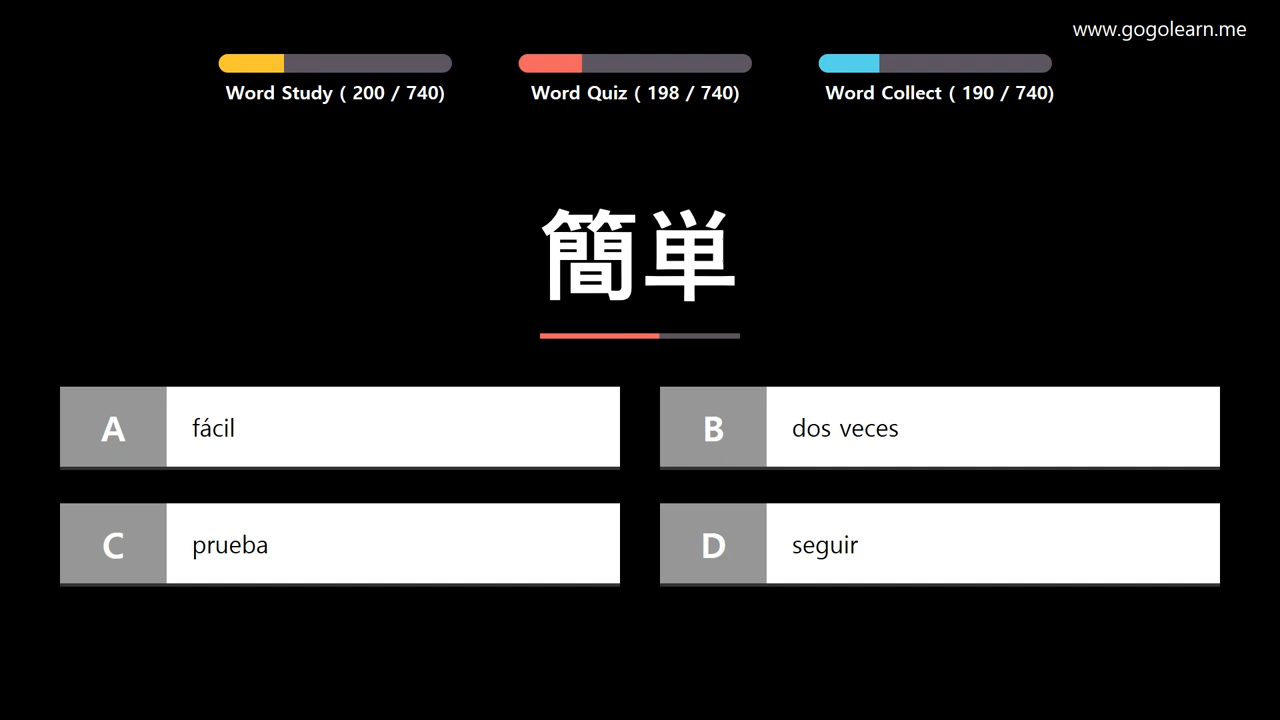 www.gogolearn.me
Word Study ( 200 / 740)
Word Quiz ( 198 / 740)
Word Collect ( 190 / 740)
簡単
A fácil
B dos veces
C prueba
D seguir